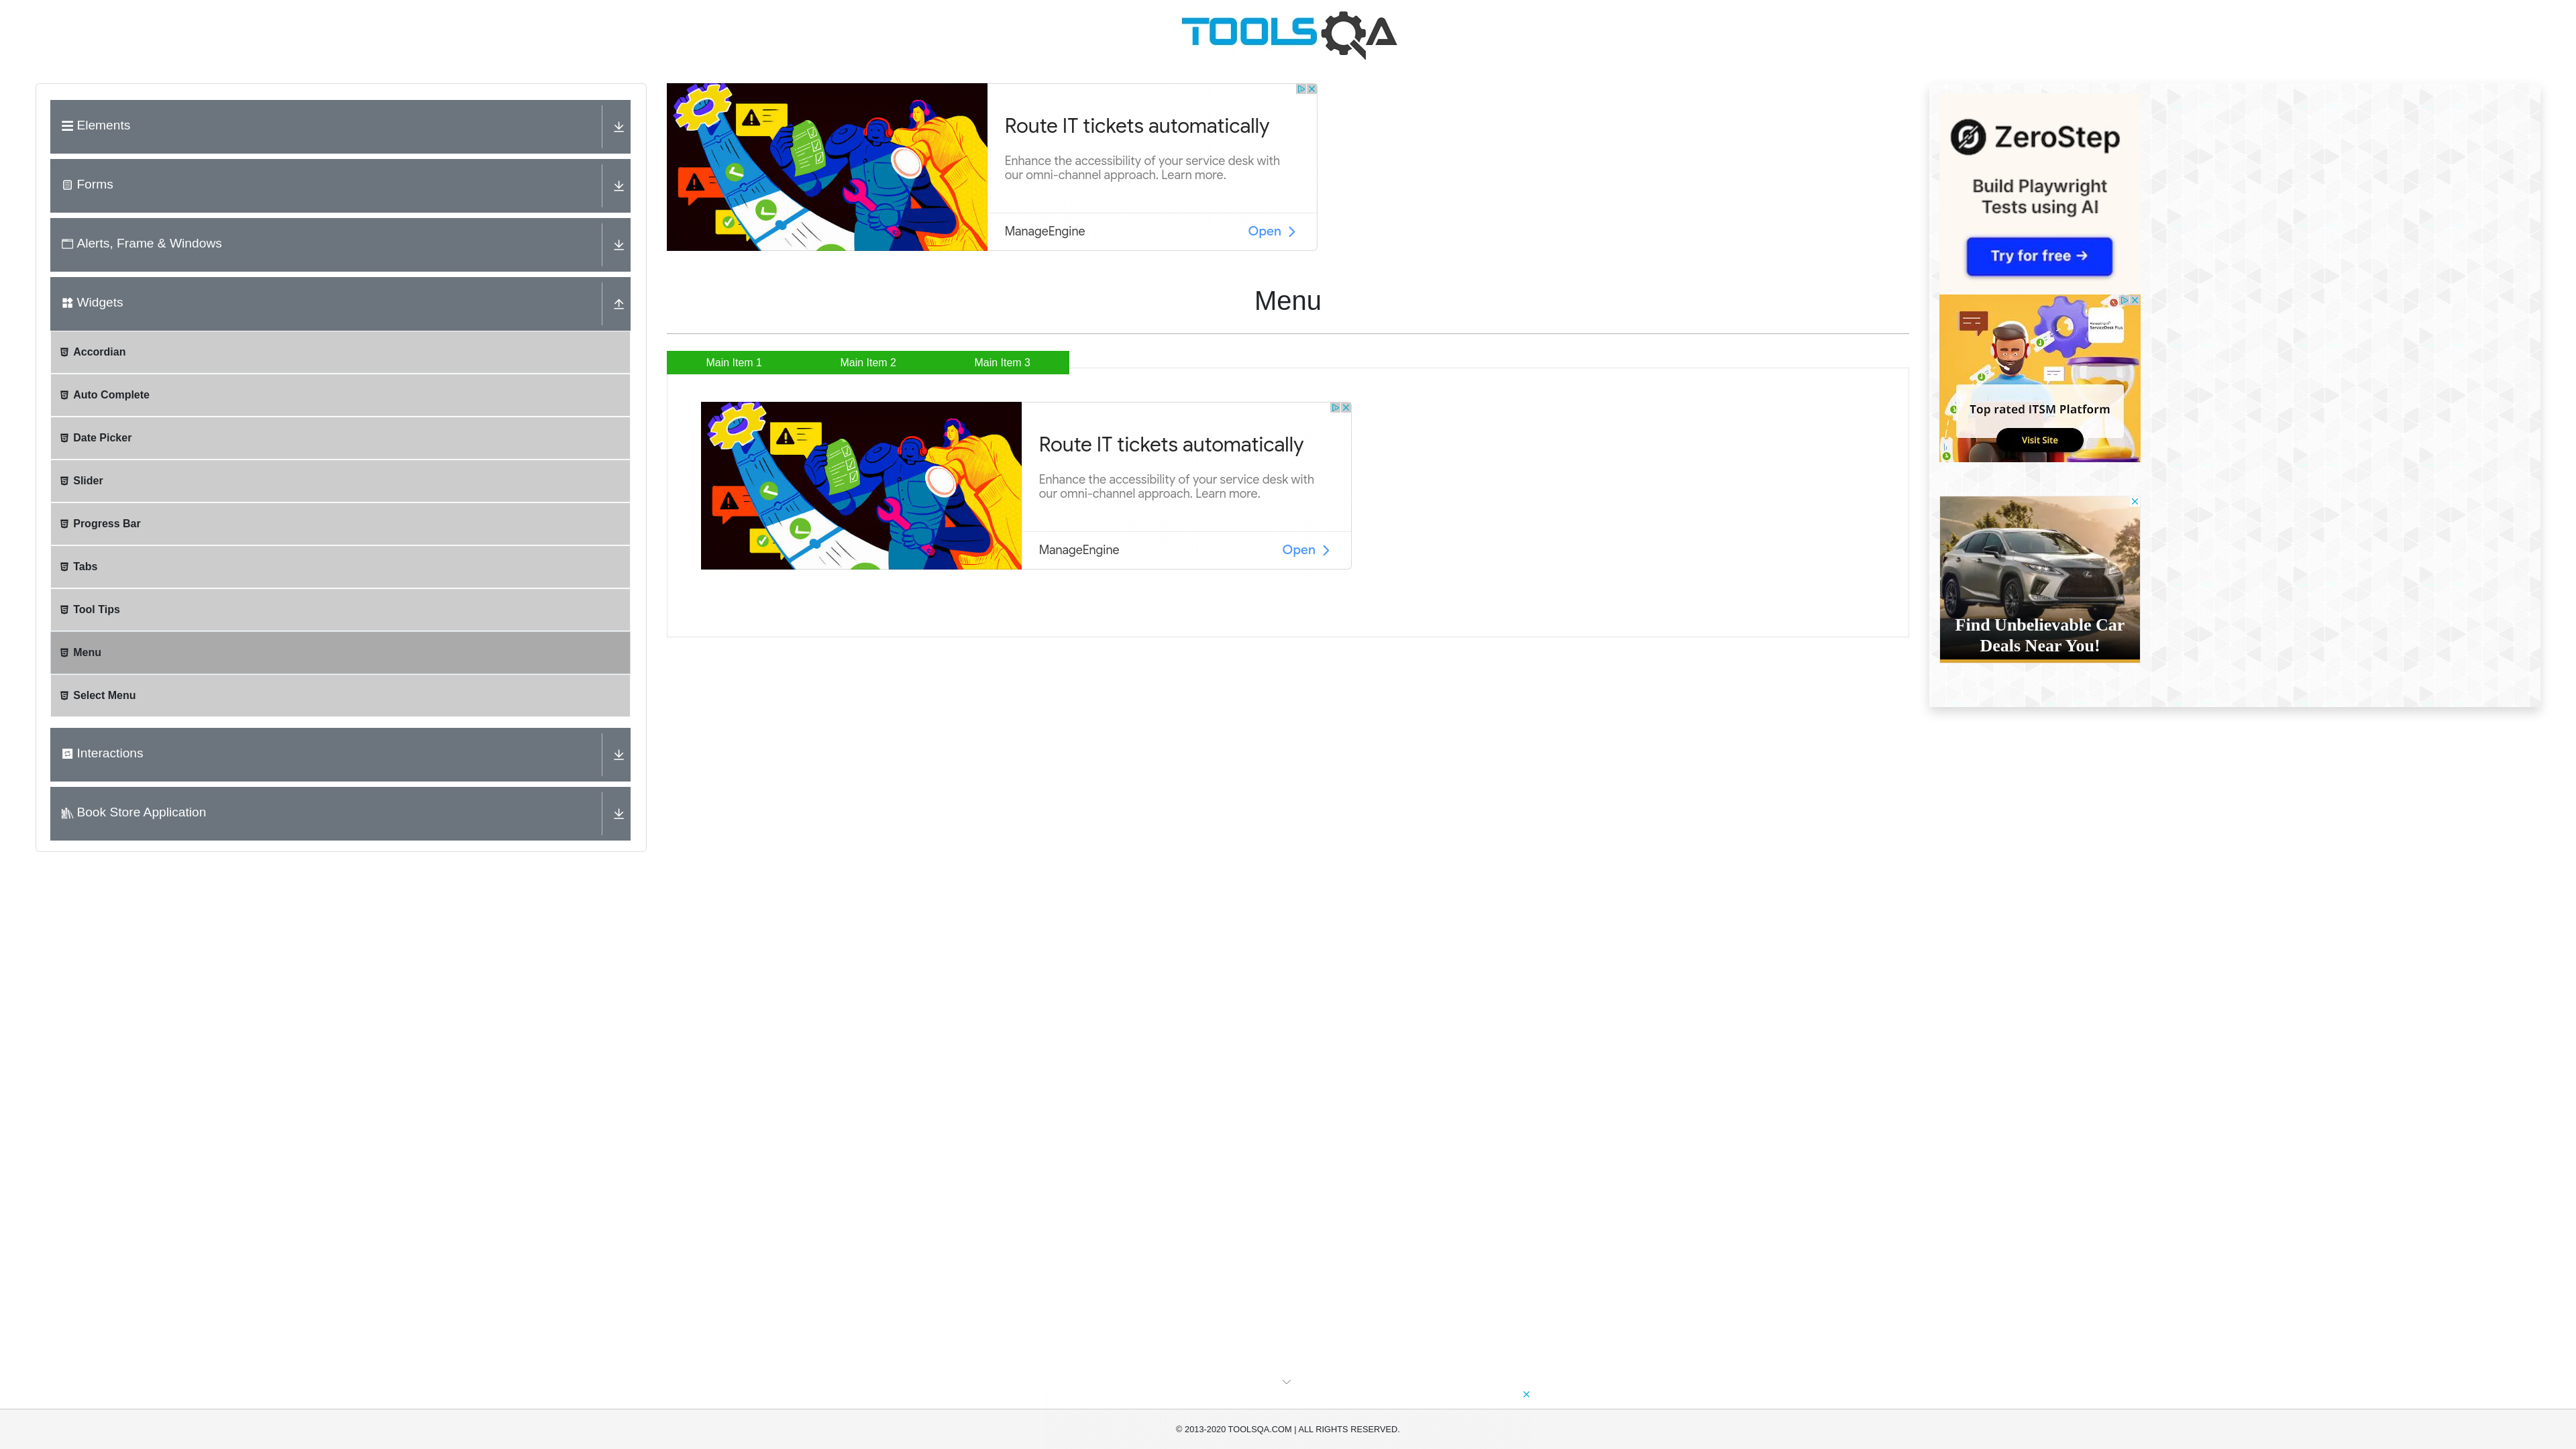 TOOLSQA
Elements
Forms
Alerts, Frame & Windows
Widgets
Accordian
Auto Complete
Date Picker
Slider
Progress Bar
Tabs
Tool Tips
Menu
Select Menu
Interactions
Book Store Application
Route IT tickets automatically
Enhance the accessibility of your service desk with
our omni-channel approach. Learn more.
ManageEngine
Open
Menu
Main Item 1
Main Item 2
Main Item 3
Route IT tickets automatically
Enhance the accessibility of your service desk with
our omni-channel approach. Learn more.
ManageEngine
Open
ZeroStep
Build Playwright
Tests using AI
Try for free →
ServiceDesk Plus
Top rated ITSM Platform
Visit Site
Find Unbelievable Car
Deals Near You!
© 2013-2020 TOOLSQA.COM | ALL RIGHTS RESERVED.